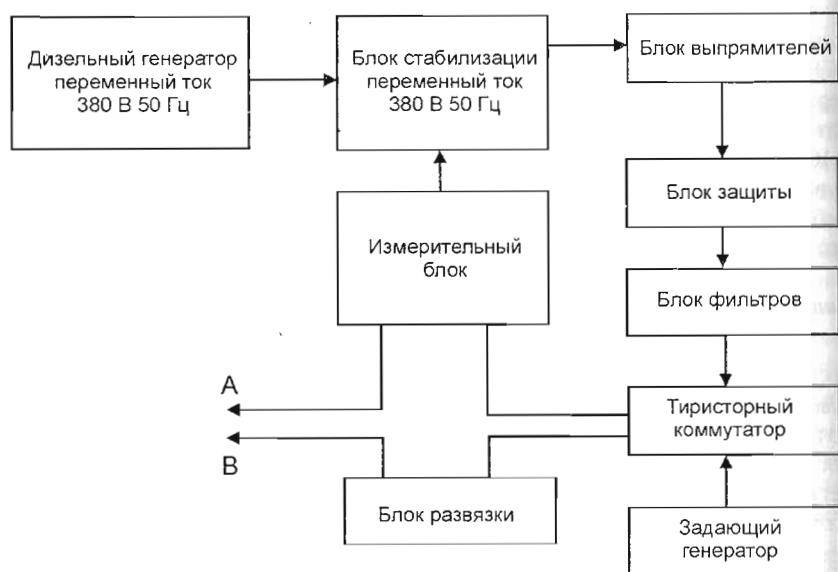 Дизельный генератор
переменный ток
380 В 50 Гц
Блок стабилизации
переменный ток
380 В 50 Гц
Блок выпрямителей
Блок защиты
Измерительный
блок
Блок фильтров
А
Тиристорный
коммутатор
В
Блок развязки
Задающий
генератор